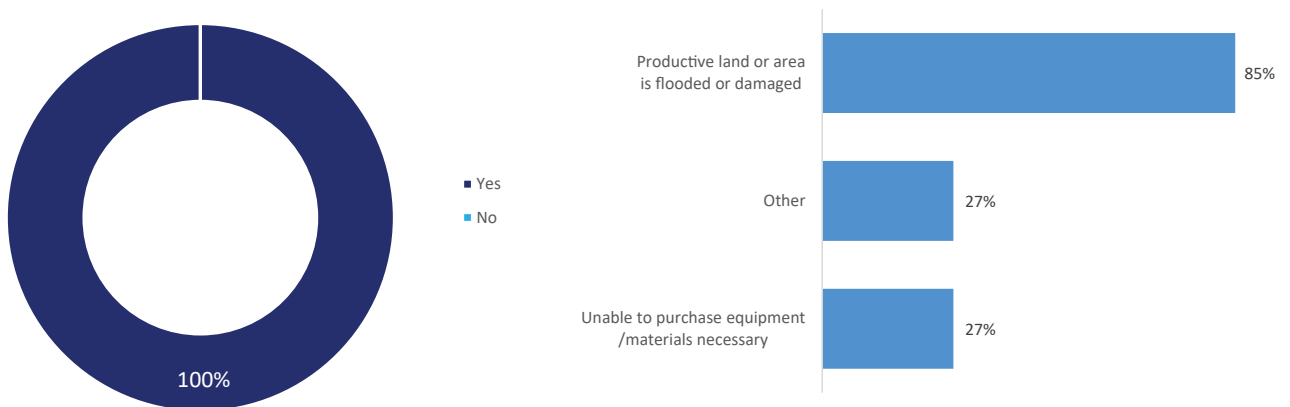 100%
Yes
No
Productive land or area
is flooded or damaged
85%
Other
27%
Unable to purchase equipment
/materials necessary
27%